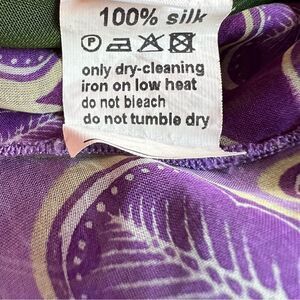 100% silk
P
only dry-cleaning
iron on low heat
do not bleach
do not tumble dry